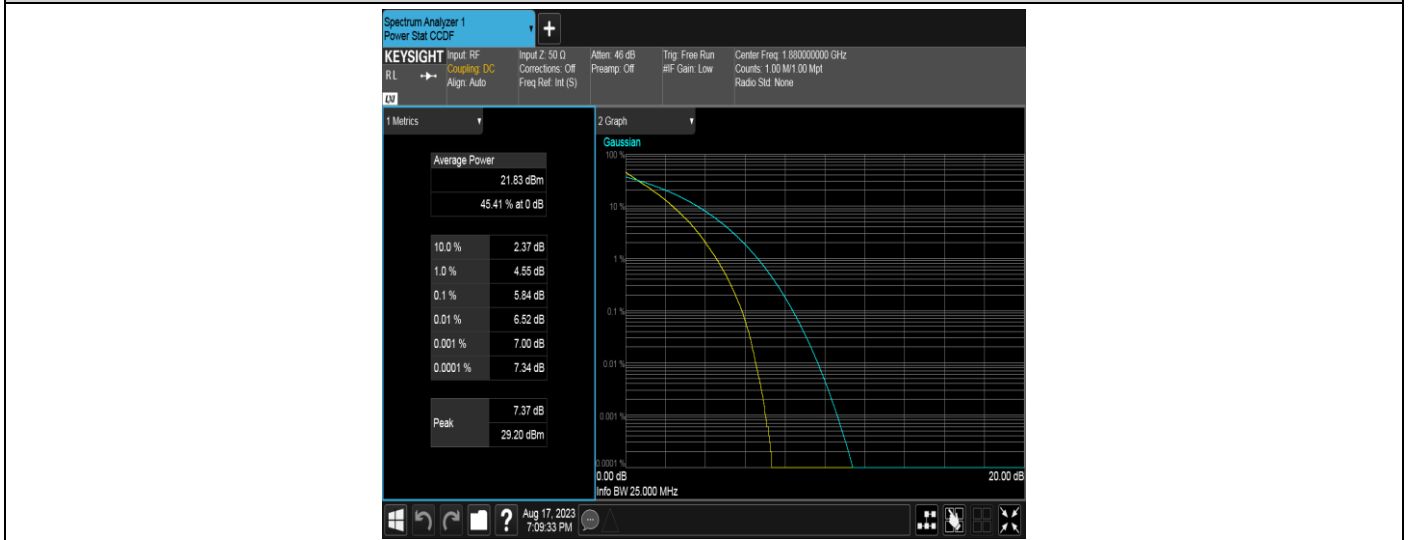 Spectrum Analyzer 1
Power Stat CCDF
+
KEYSIGHT
RL
LXI
Input: RF
Coupling: DC
Align: Auto
Input Z: 50 Ω
Corrections: Off
Freq Ref: Int (S)
Atten: 46 dB
Preamp: Off
Trig: Free Run
#IF Gain: Low
Center Freq: 1.880000000 GHz
Counts: 1.00 M/1.00 Mpt
Radio Std: None
1 Metrics
Average Power
21.83 dBm
45.41 % at 0 dB
10.0 % 2.37 dB
1.0 % 4.55 dB
0.1 % 5.84 dB
0.01 % 6.52 dB
0.001 % 7.00 dB
0.0001 % 7.34 dB
Peak
7.37 dB
29.20 dBm
2 Graph
Gaussian
100 %
10 %
1 %
0.1 %
0.01 %
0.001 %
0.0001 %
0.00 dB 20.00 dB
Info BW 25.000 MHz
?
Aug 17, 2023
7:09:33 PM